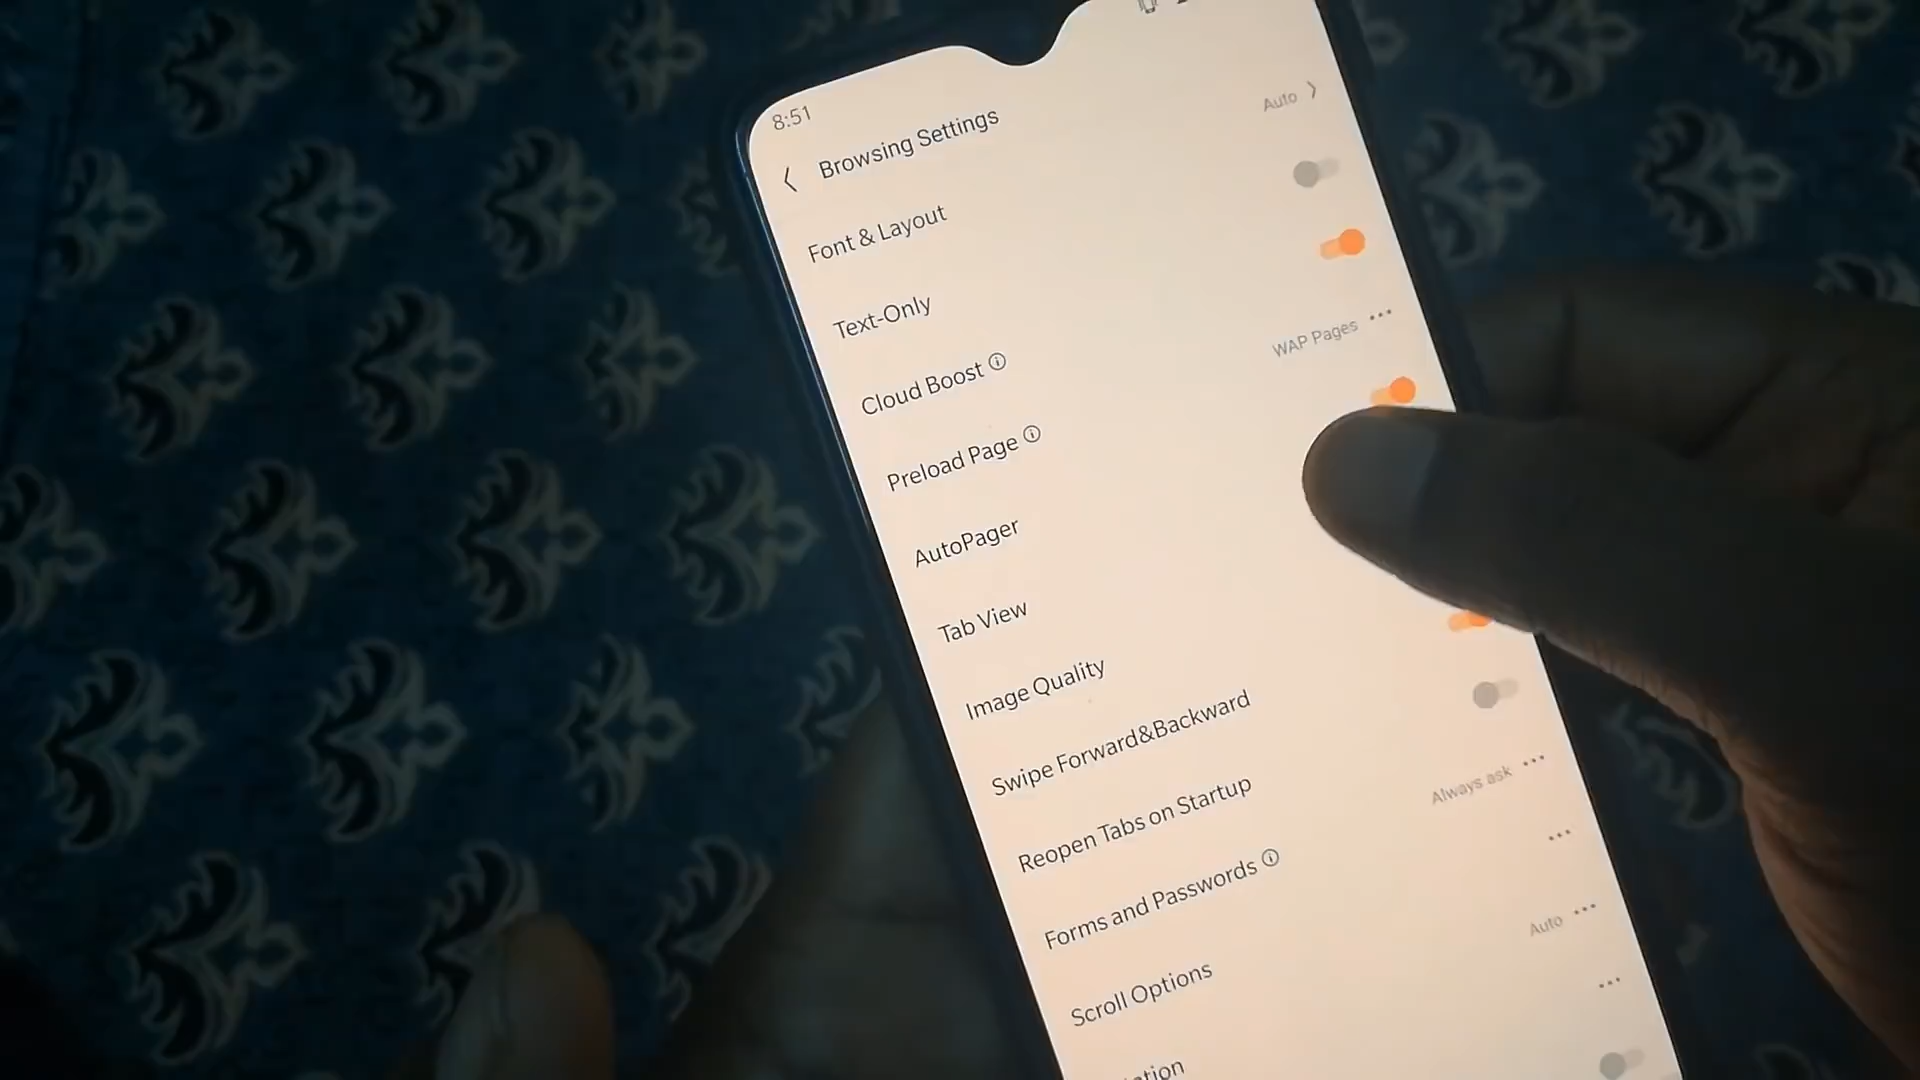 8:51
Browsing Settings
Font & Layout Auto
Text-Only
Cloud Boost
Preload Page WAP Pages
AutoPager
Tab View
Image Quality
Swipe Forward&Backward
Reopen Tabs on Startup
Forms and Passwords Always ask
Scroll Options
Auto